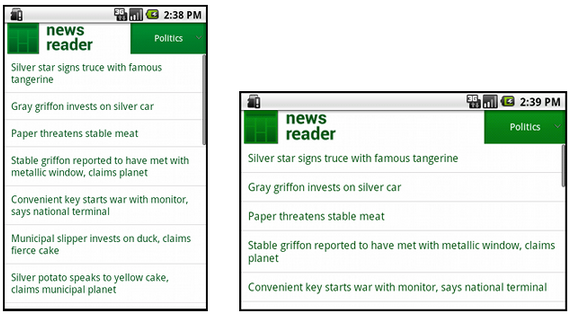 3G 2:38 PM
news
reader
Politics
Silver star signs truce with famous
tangerine
Gray griffon invests on silver car
Paper threatens stable meat
Stable griffon reported to have met with
metallic window, claims planet
Convenient key starts war with monitor,
says national terminal
Municipal slipper invests on duck, claims
fierce cake
Silver potato speaks to yellow cake,
claims municipal planet
3G 2:39 PM
news
reader
Politics
Silver star signs truce with famous tangerine
Gray griffon invests on silver car
Paper threatens stable meat
Stable griffon reported to have met with metallic window, claims
planet
Convenient key starts war with monitor, says national terminal